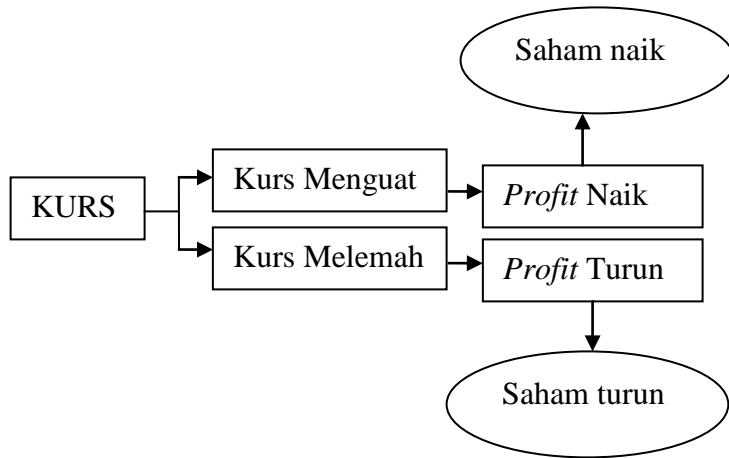 Saham naik
Kurs Menguat
Profit Naik
KURS
Kurs Melemah
Profit Turun
Saham turun